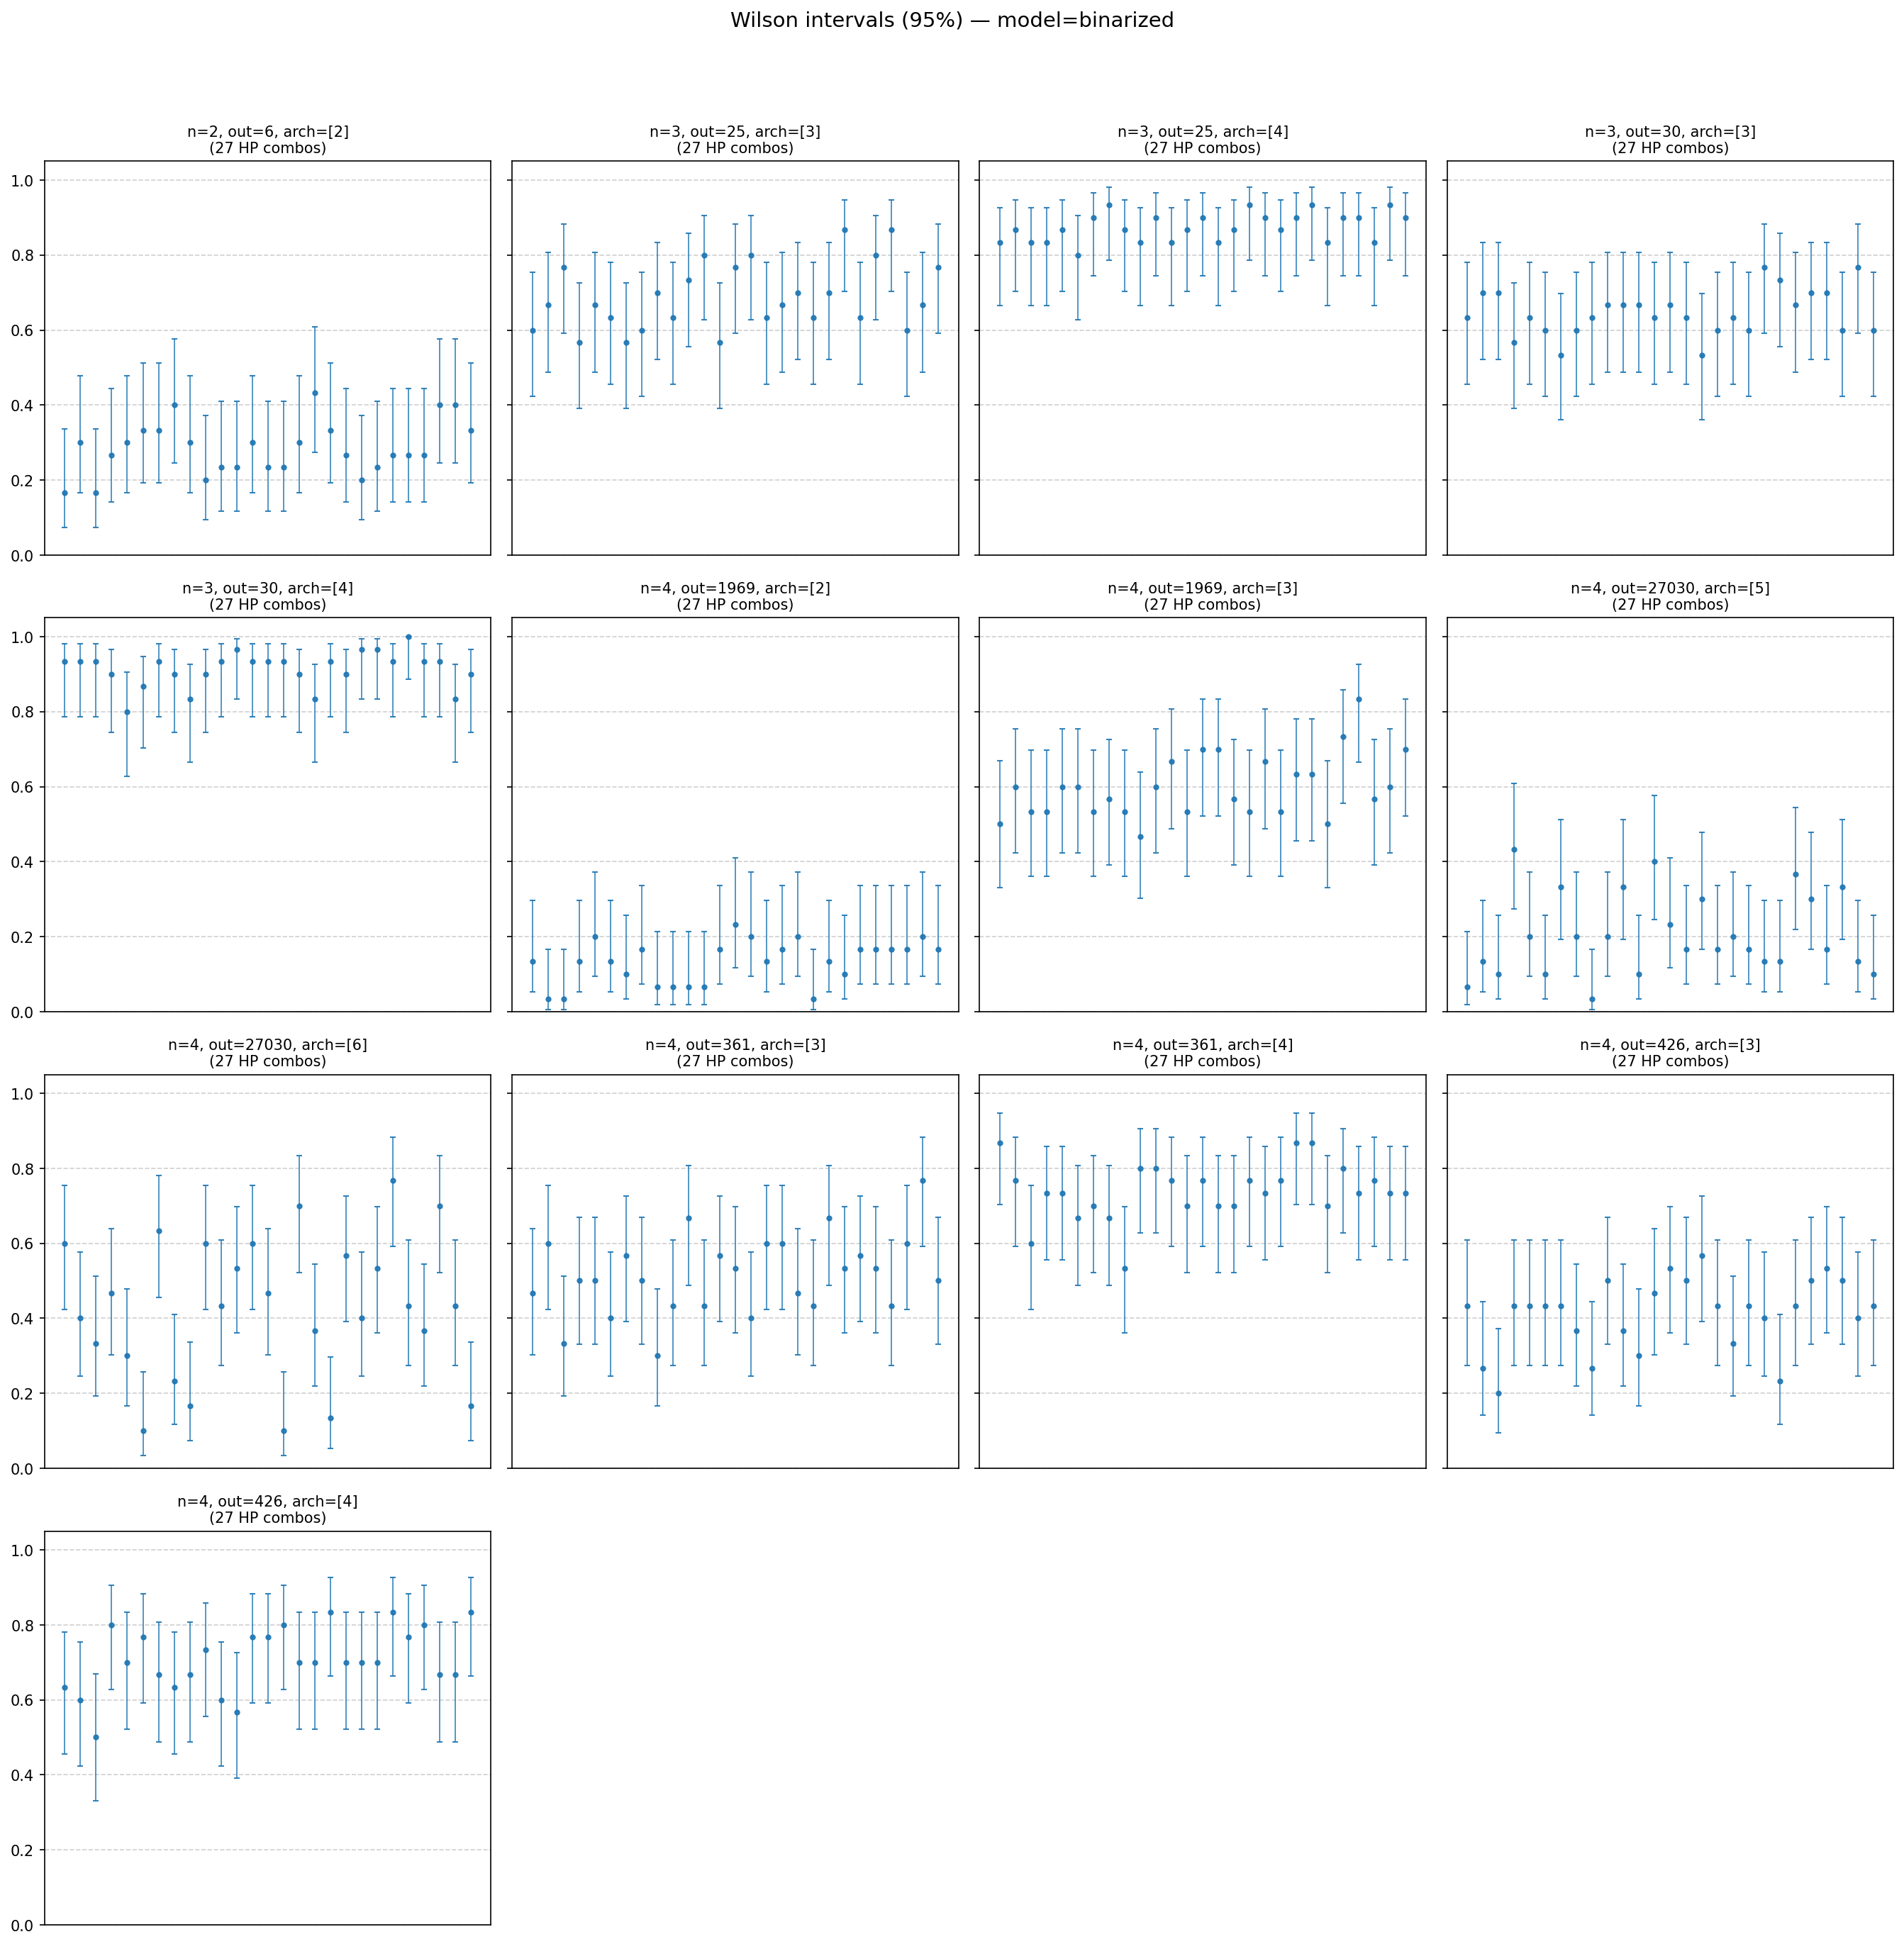 Wilson intervals (95%) — model=binarized
n=2, out=6, arch=[2]
(27 HP combos)
n=3, out=25, arch=[3]
(27 HP combos)
n=3, out=25, arch=[4]
(27 HP combos)
n=3, out=30, arch=[3]
(27 HP combos)
1.0
0.8
0.6
0.4
0.2
0.0
n=3, out=30, arch=[4]
(27 HP combos)
n=4, out=1969, arch=[2]
(27 HP combos)
n=4, out=1969, arch=[3]
(27 HP combos)
n=4, out=27030, arch=[5]
(27 HP combos)
1.0
0.8
0.6
0.4
0.2
0.0
n=4, out=27030, arch=[6]
(27 HP combos)
n=4, out=361, arch=[3]
(27 HP combos)
n=4, out=361, arch=[4]
(27 HP combos)
n=4, out=426, arch=[3]
(27 HP combos)
1.0
0.8
0.6
0.4
0.2
0.0
n=4, out=426, arch=[4]
(27 HP combos)
1.0
0.8
0.6
0.4
0.2
0.0